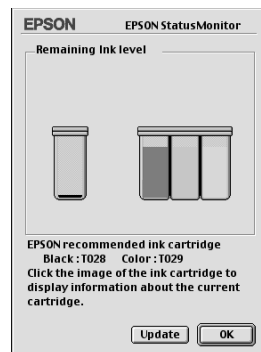 EPSON EPSON StatusMonitor
Remaining Ink level
EPSON recommended ink cartridge
Black : T028 Color : T029
Click the image of the ink cartridge to
display information about the current
cartridge.
Update OK